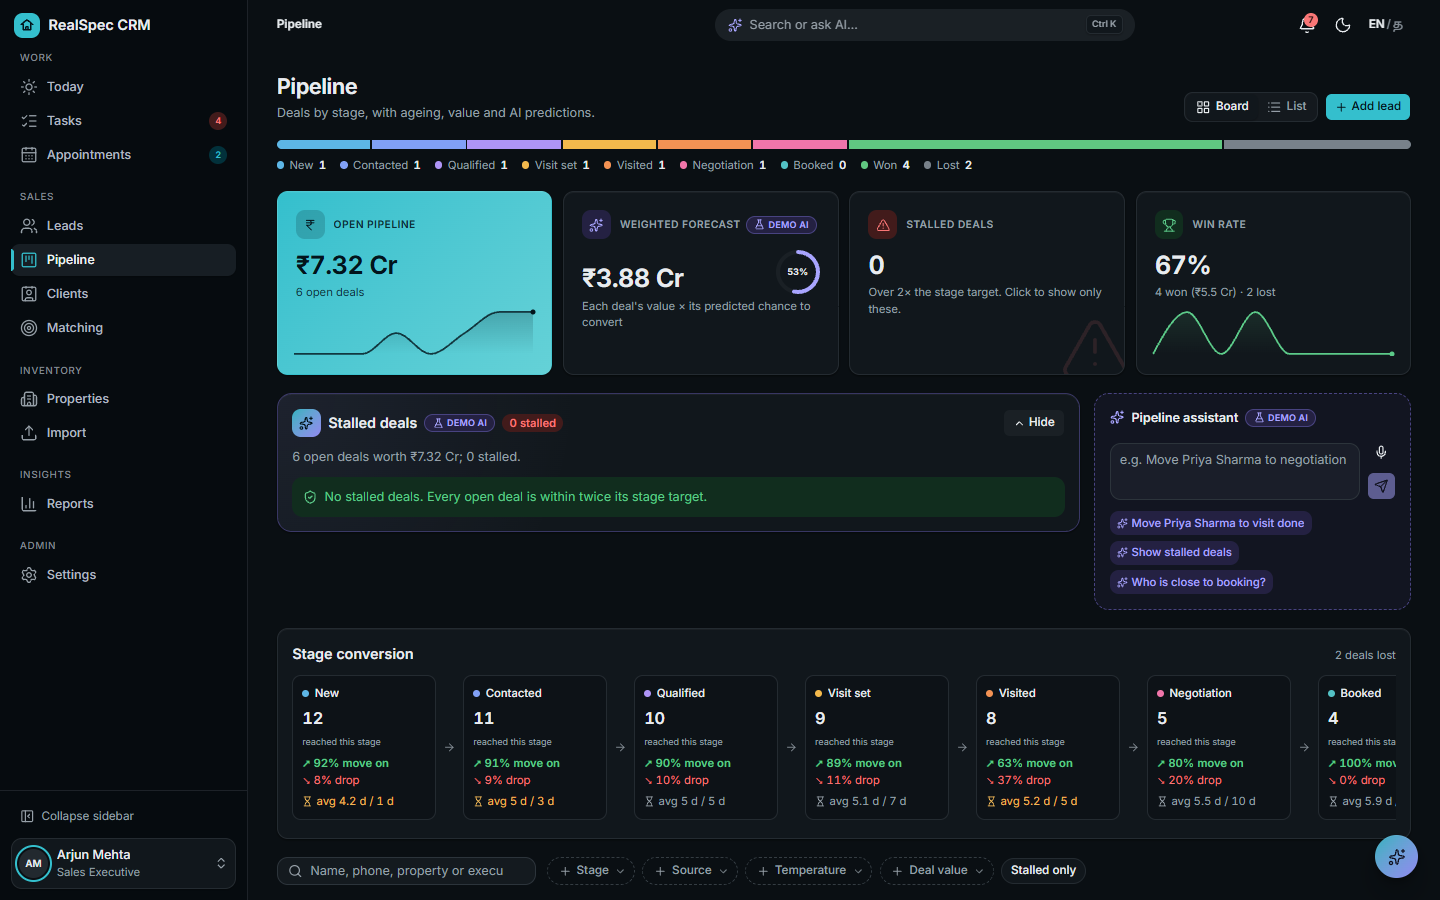 RealSpec CRM
WORK
Today
Tasks 4
Appointments 2
SALES
Leads
Pipeline
Clients
Matching
INVENTORY
Properties
Import
INSIGHTS
Reports
ADMIN
Settings
Collapse sidebar
AM
Arjun Mehta
Sales Executive
Pipeline
Search or ask AI...
Ctrl K
7
EN / த
Pipeline
Deals by stage, with ageing, value and AI predictions.
Board
List
+ Add lead
New 1 Contacted 1 Qualified 1 Visit set 1 Visited 1 Negotiation 1 Booked 0 Won 4 Lost 2
₹ OPEN PIPELINE
₹7.32 Cr
6 open deals
WEIGHTED FORECAST DEMO AI
₹3.88 Cr
53%
Each deal's value × its predicted chance to
convert
STALLED DEALS
0
Over 2× the stage target. Click to show only
these.
WIN RATE
67%
4 won (₹5.5 Cr) · 2 lost
Stalled deals DEMO AI 0 stalled
Hide
6 open deals worth ₹7.32 Cr; 0 stalled.
No stalled deals. Every open deal is within twice its stage target.
Pipeline assistant DEMO AI
e.g. Move Priya Sharma to negotiation
Move Priya Sharma to visit done
Show stalled deals
Who is close to booking?
Stage conversion
2 deals lost
New
12
reached this stage
↗ 92% move on
↘ 8% drop
avg 4.2 d / 1 d
→
Contacted
11
reached this stage
↗ 91% move on
↘ 9% drop
avg 5 d / 3 d
→
Qualified
10
reached this stage
↗ 90% move on
↘ 10% drop
avg 5 d / 5 d
→
Visit set
9
reached this stage
↗ 89% move on
↘ 11% drop
avg 5.1 d / 7 d
→
Visited
8
reached this stage
↗ 63% move on
↘ 37% drop
avg 5.2 d / 5 d
→
Negotiation
5
reached this stage
↗ 80% move on
↘ 20% drop
avg 5.5 d / 10 d
→
Booked
4
reached this sta
↗ 100% mov
↘ 0% drop
avg 5.9 d /
Name, phone, property or execu
+ Stage
+ Source
+ Temperature
+ Deal value
Stalled only